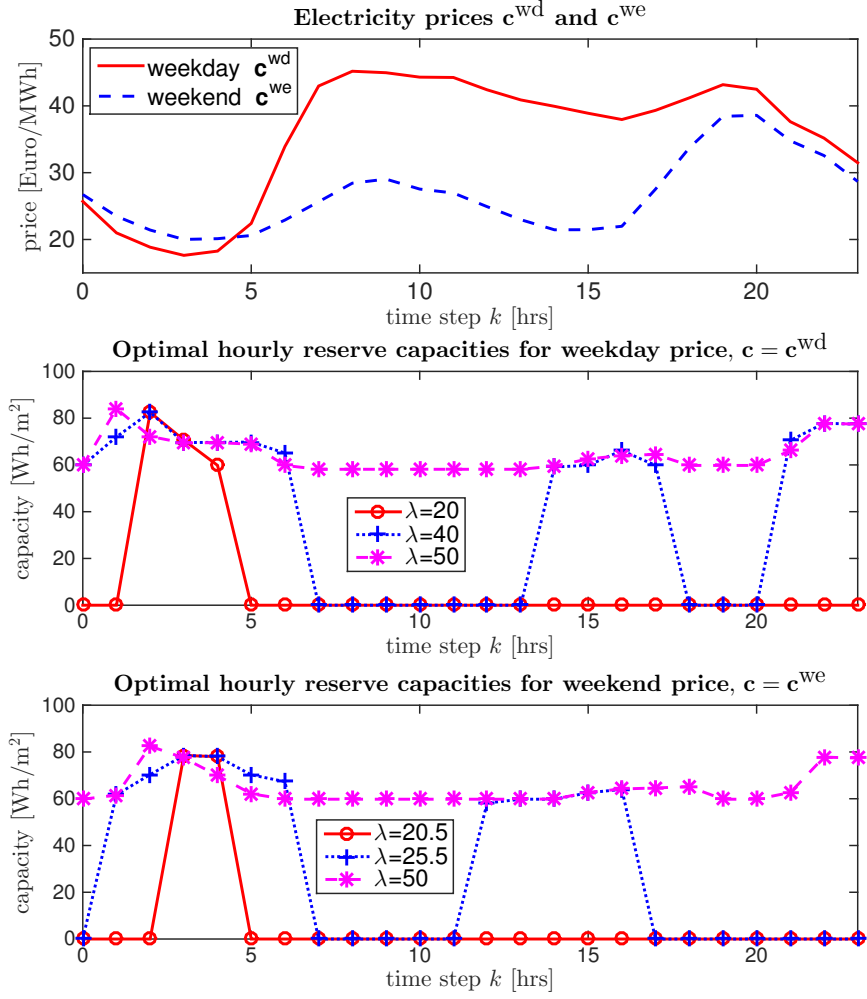 Electricity prices c^wd and c^we
price [Euro/MWh]
50
40
30
20
weekday c^wd
weekend c^we
0 5 10 15 20
time step k [hrs]
Optimal hourly reserve capacities for weekday price, c = c^wd
capacity [Wh/m²]
100
80
60
40
20
0
λ=20
λ=40
λ=50
0 5 10 15 20
time step k [hrs]
Optimal hourly reserve capacities for weekend price, c = c^we
capacity [Wh/m²]
100
80
60
40
20
0
λ=20.5
λ=25.5
λ=50
0 5 10 15 20
time step k [hrs]